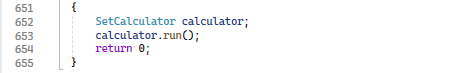 651 {
652 SetCalculator calculator;
653 calculator.run();
654 return 0;
655 }